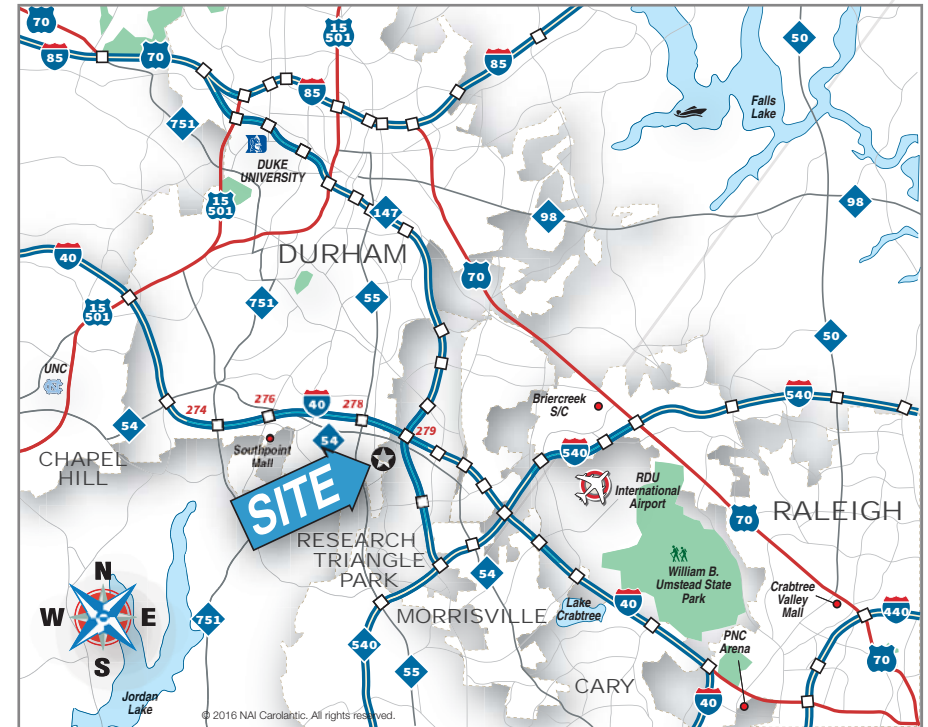 70
15
501
50
85
70
85
85
Falls
Lake
751
DUKE
UNIVERSITY
15
501
147
98
98
DURHAM
40
70
751
55
15
501
50
UNC
Briercreek
S/C
540
274
276
40
278
54
54
279
Southpoint
Mall
540
CHAPEL
HILL
SITE
RDU
International
Airport
70
RALEIGH
RESEARCH
TRIANGLE
PARK
54
William B.
Umstead State
Park
N
W
E
S
Crabtree
Valley
Mall
MORRISVILLE
Lake
Crabtree
40
440
751
540
55
PNC
Arena
70
CARY
40
Jordan
Lake
© 2016 NAI Carolantic. All rights reserved.